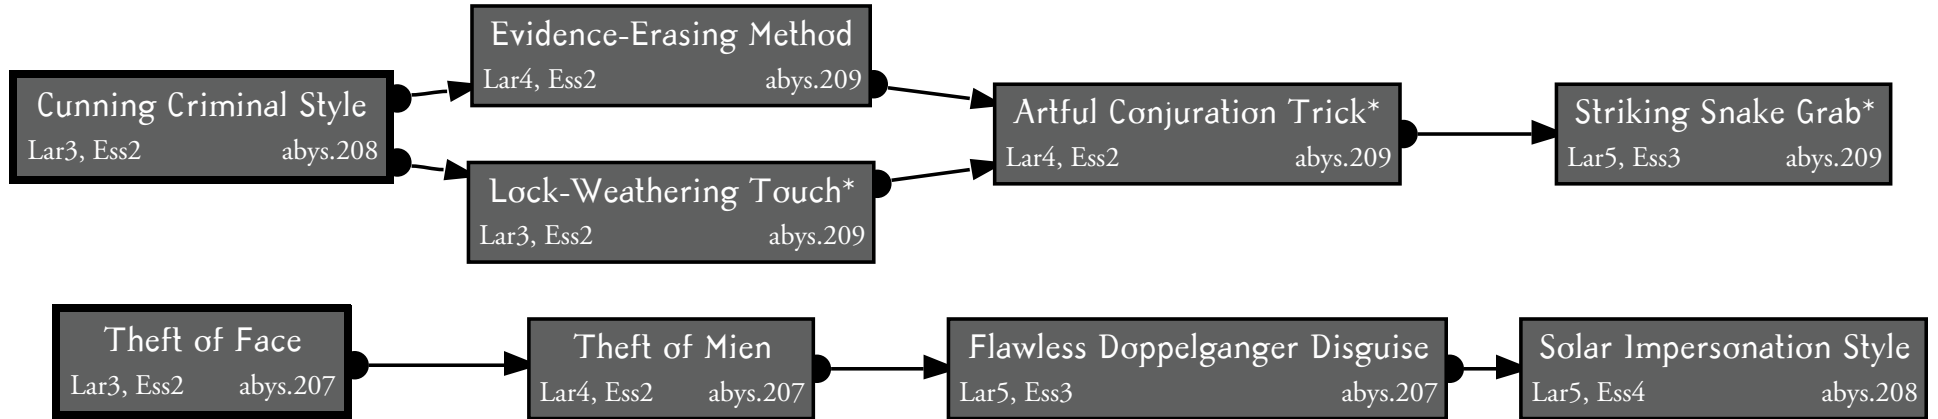 Evidence-Erasing Method
Lar4, Ess2 abys.209
Cunning Criminal Style
Lar3, Ess2 abys.208
Artful Conjuration Trick*
Lar4, Ess2 abys.209
Striking Snake Grab*
Lar5, Ess3 abys.209
Lock-Weathering Touch*
Lar3, Ess2 abys.209
Theft of Face
Lar3, Ess2 abys.207
Theft of Mien
Lar4, Ess2 abys.207
Flawless Doppelganger Disguise
Lar5, Ess3 abys.207
Solar Impersonation Style
Lar5, Ess4 abys.208